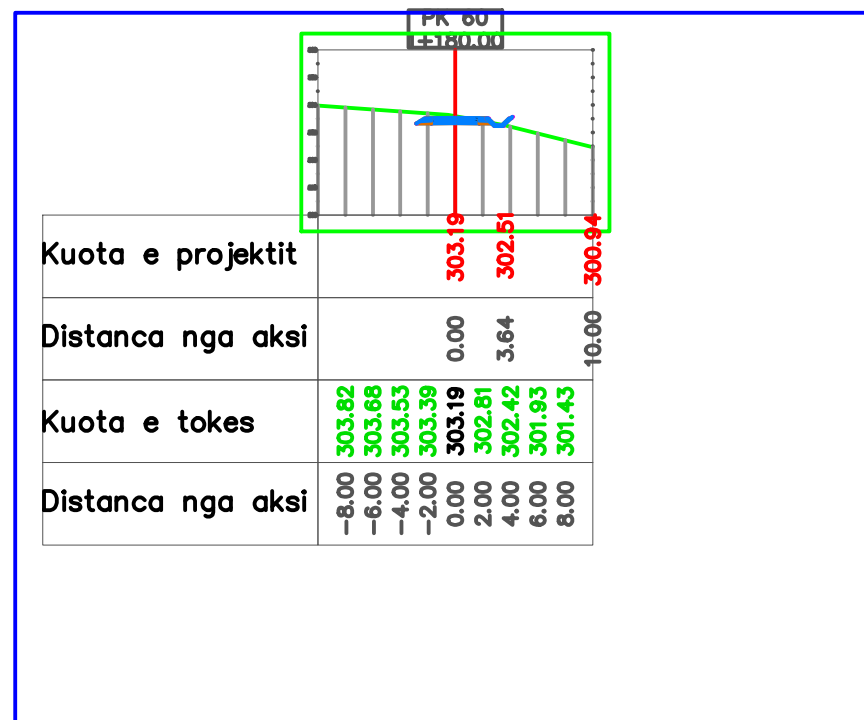 PK 60
+180.00
Kuota e projektit 303.19 302.51 300.94
Distanca nga aksi 0.00 3.64 10.00
Kuota e tokes 303.82 303.68 303.53 303.39 303.19 302.81 302.42 301.93 301.43
Distanca nga aksi -8.00 -6.00 -4.00 -2.00 0.00 2.00 4.00 6.00 8.00